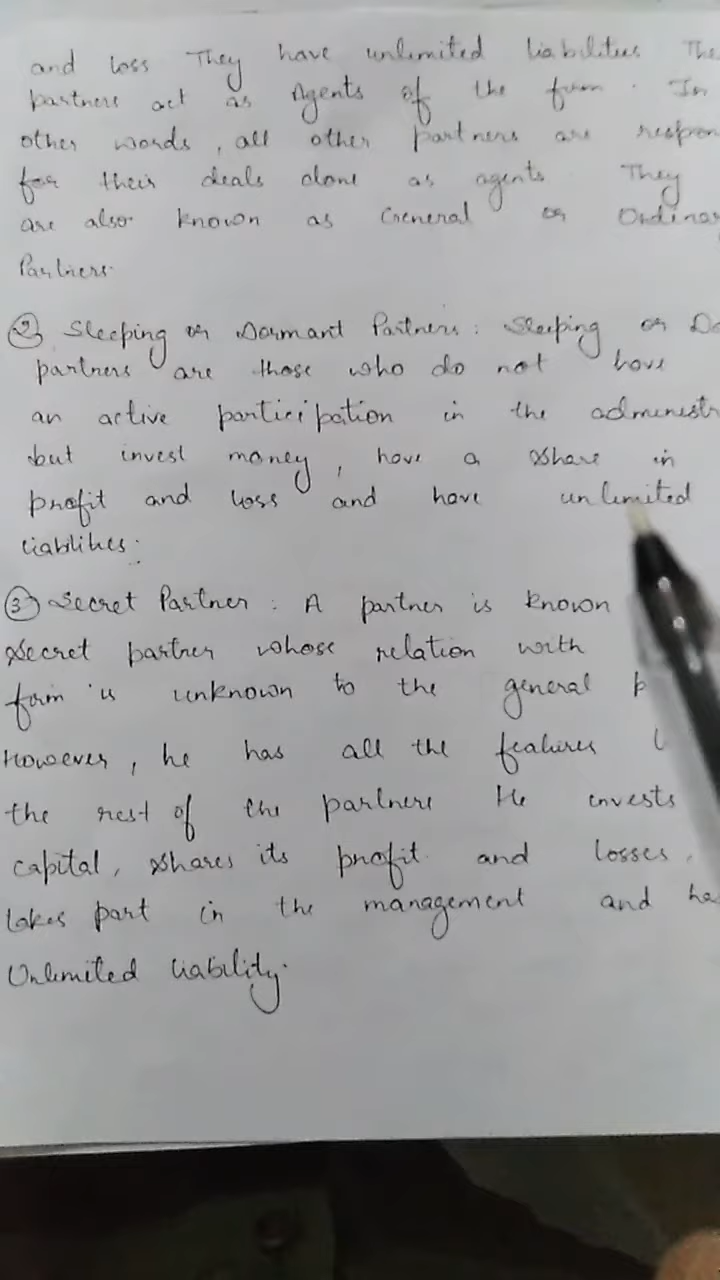 and loss They have unlimited liabilities The
partners act as Agents of the firm. In
other words, all other partners are respon
for their deals done as agents. They
are also known as General or Ordinar
Partners.
② Sleeping or Dormant Partners: Sleeping or Do
partners are those who do not have
an active participation in the administr
but invest money, have a share in
profit and loss and have unlimited
liabilities.
③ Secret Partner: A partner is known
secret partner whose relation with
firm is unknown to the general p
However, he has all the features l
the rest of the partners He invests
capital, shares its profit and losses,
takes part in the management and ha
Unlimited liability.